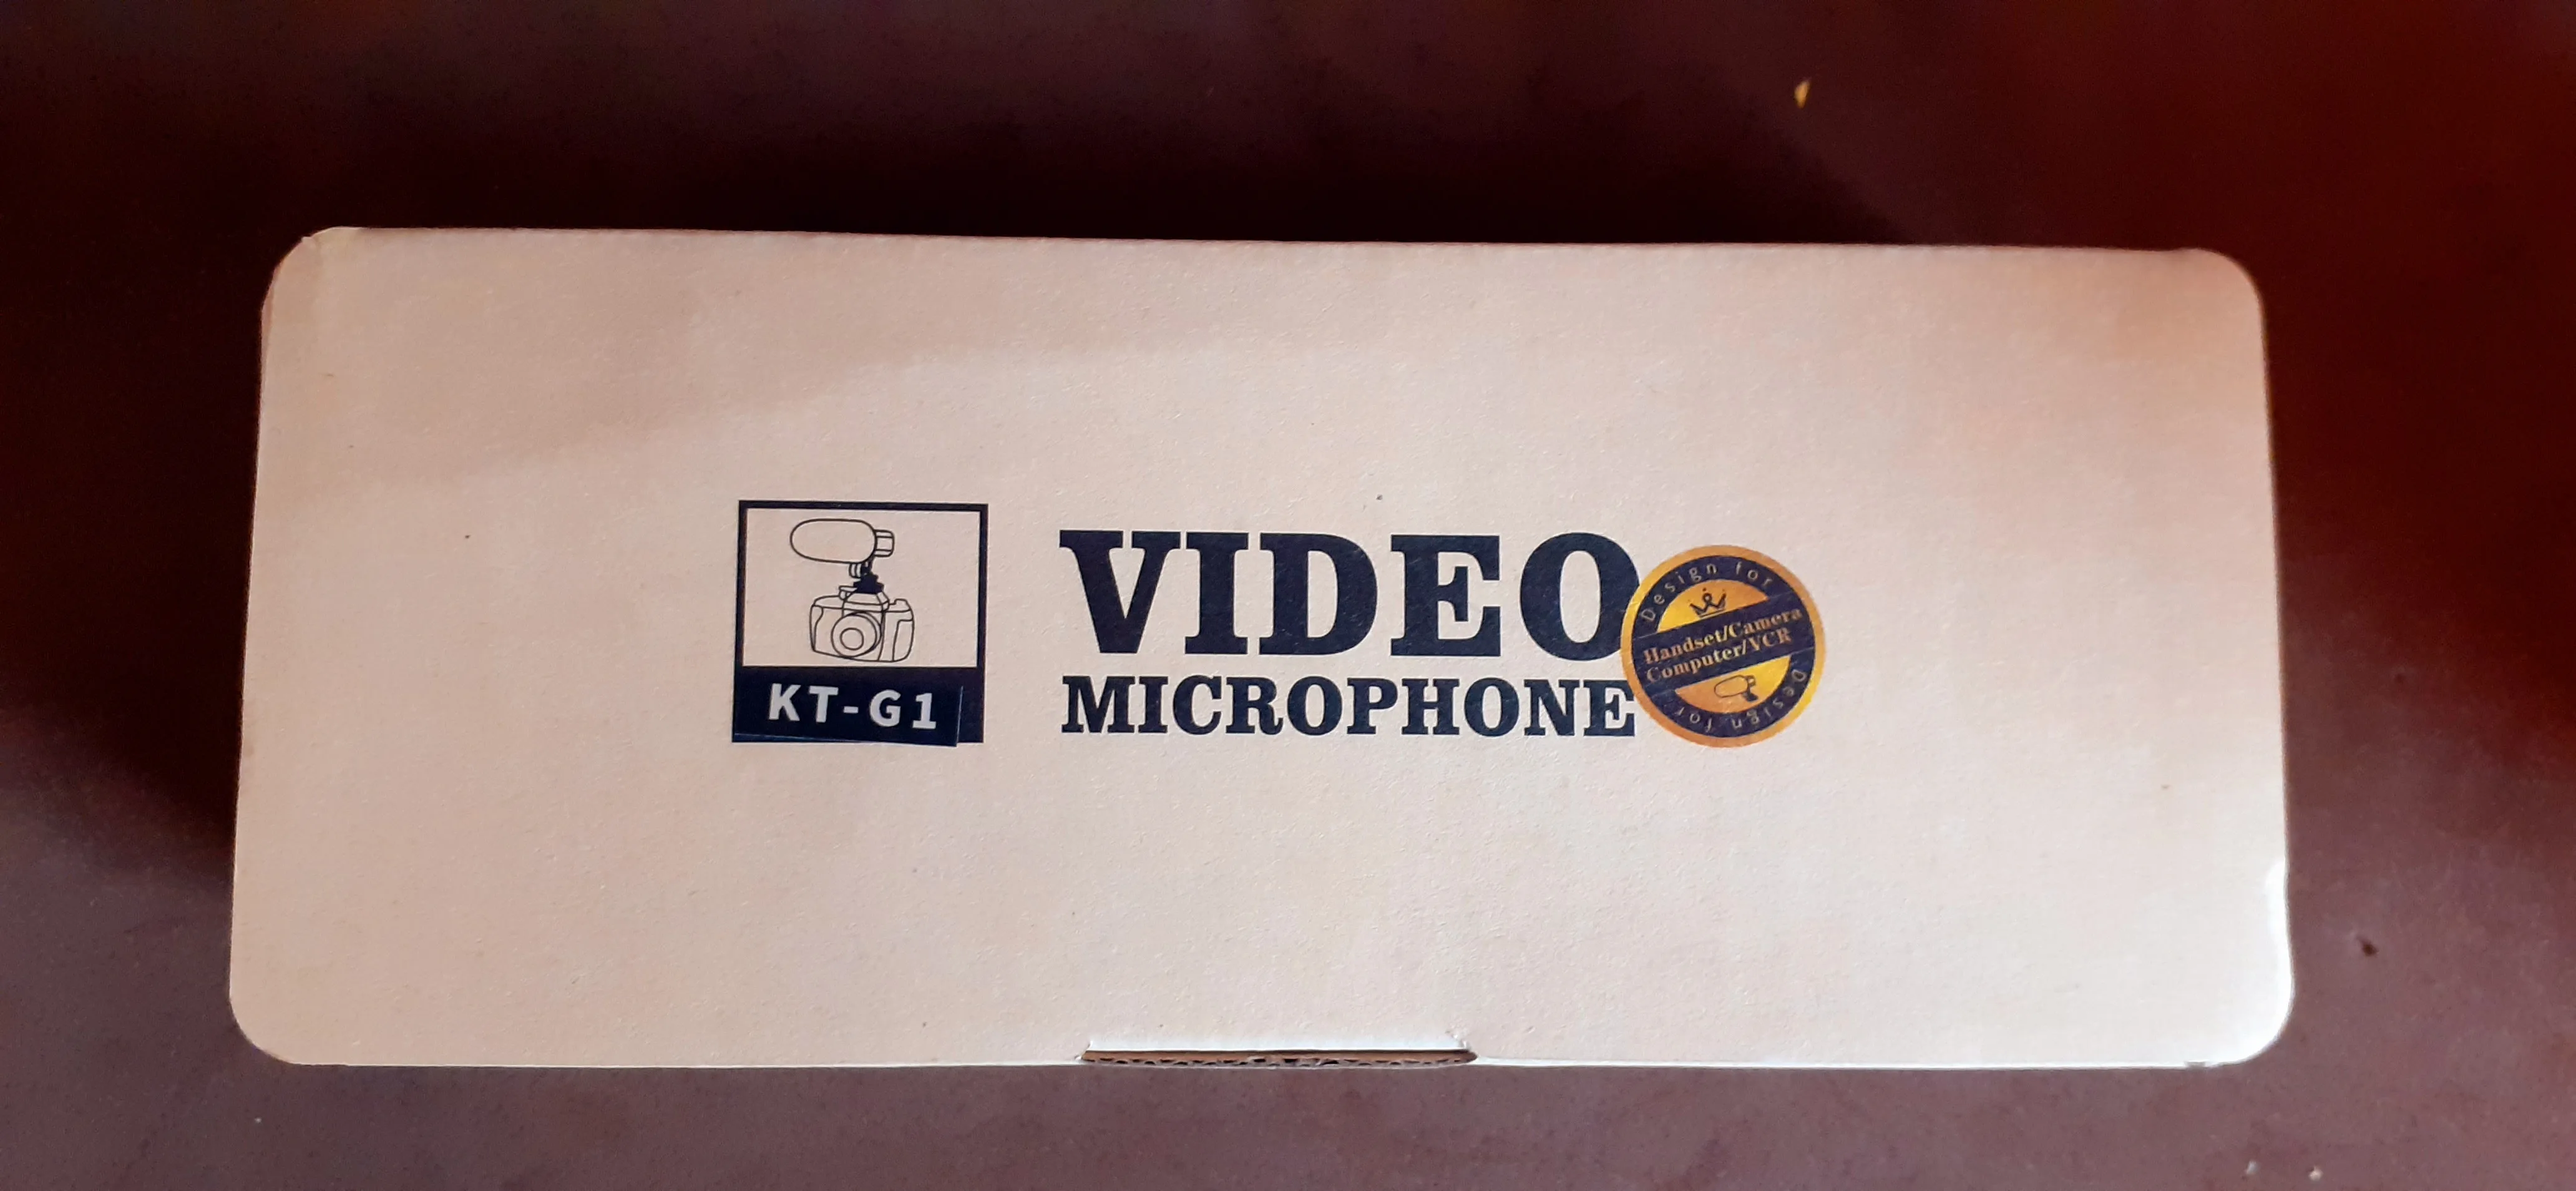 KT-G1
VIDEO
MICROPHONE
Design for
Handset/Camera
Computer/VCR
Design for